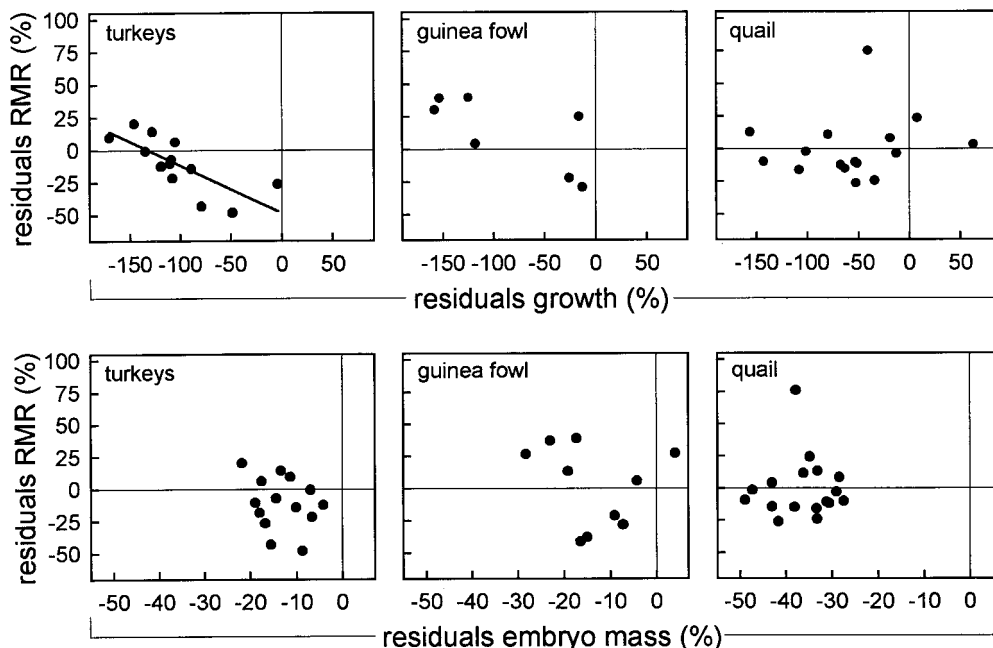 residuals RMR (%)
100
75
50
25
0
-25
-50
turkeys
guinea fowl
quail
-150 -100 -50 0 50
-150 -100 -50 0 50
-150 -100 -50 0 50
residuals growth (%)
residuals RMR (%)
100
75
50
25
0
-25
-50
turkeys
guinea fowl
quail
-50 -40 -30 -20 -10 0
-50 -40 -30 -20 -10 0
-50 -40 -30 -20 -10 0
residuals embryo mass (%)